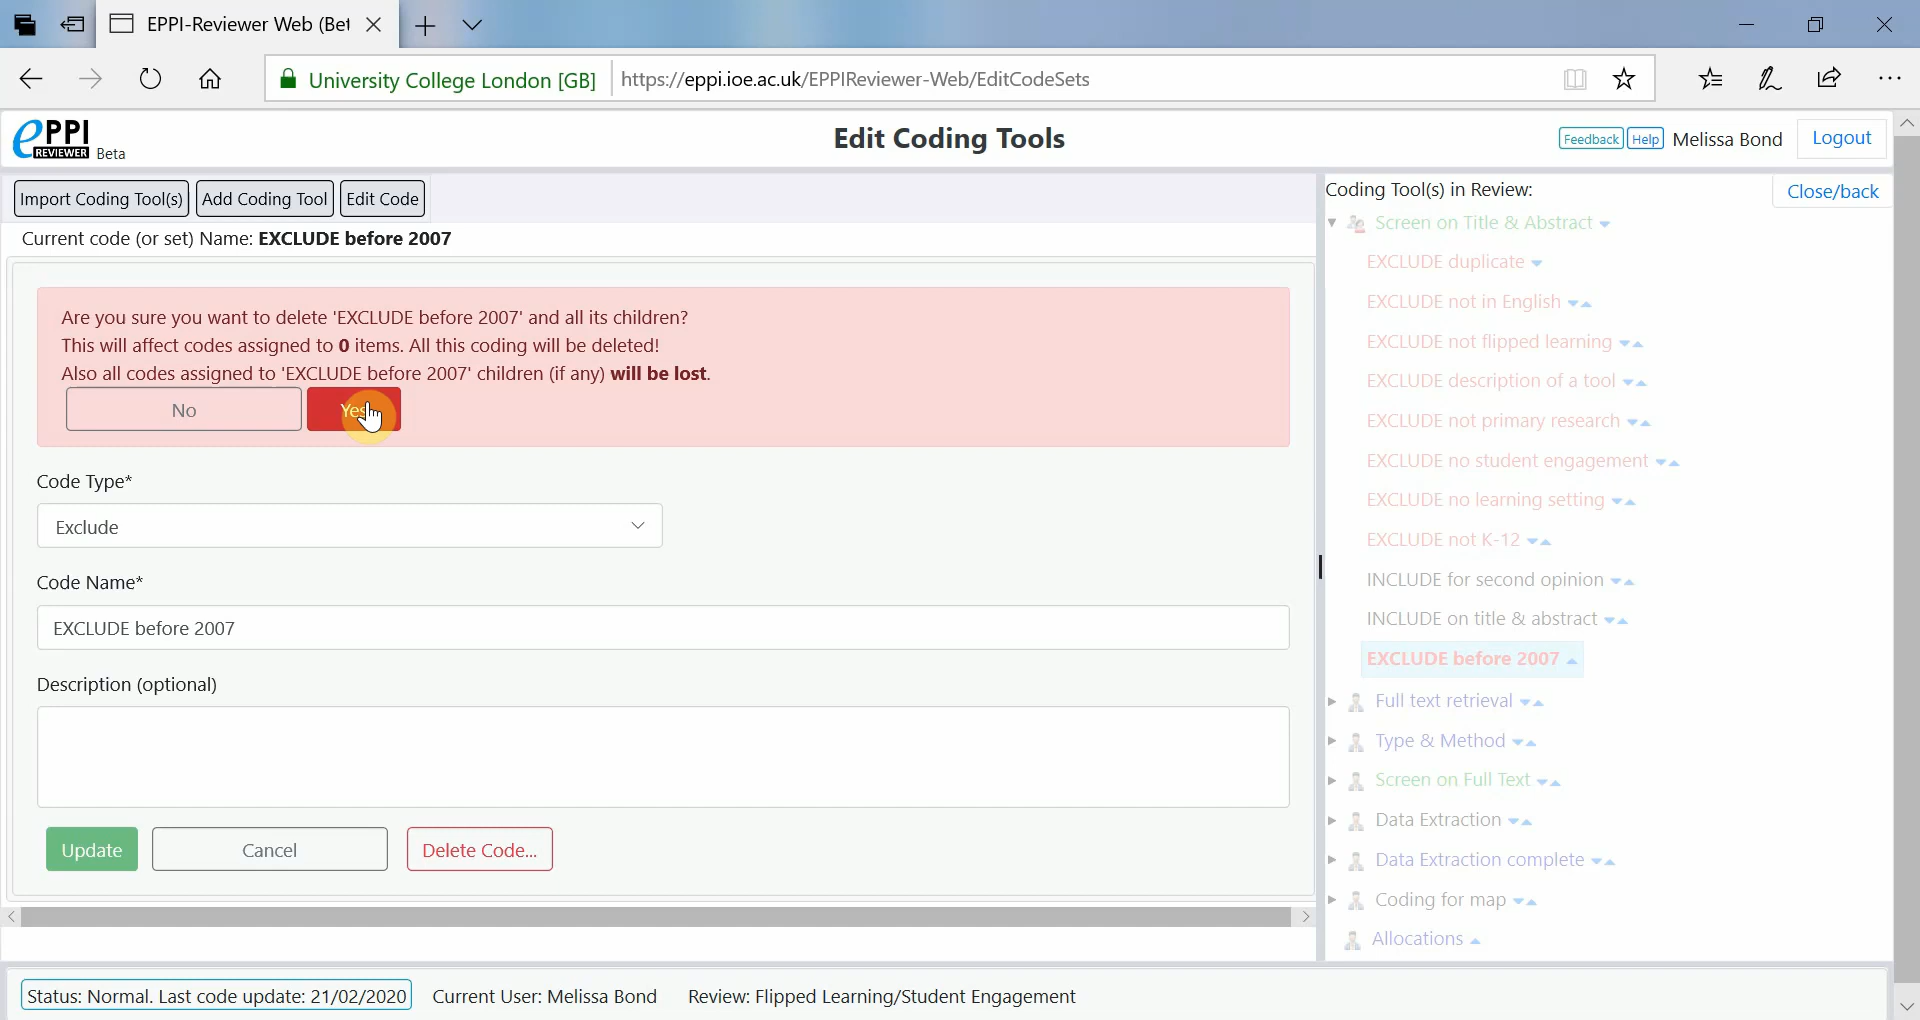 EPPI-Reviewer Web (Bet
University College London [GB] https://eppi.ioe.ac.uk/EPPIReviewer-Web/EditCodeSets
ePPI REVIEWER Beta
Edit Coding Tools
Feedback Help Melissa Bond Logout
Import Coding Tool(s) Add Coding Tool Edit Code
Current code (or set) Name: EXCLUDE before 2007
Are you sure you want to delete 'EXCLUDE before 2007' and all its children?
This will affect codes assigned to 0 items. All this coding will be deleted!
Also all codes assigned to 'EXCLUDE before 2007' children (if any) will be lost.
No Yes
Code Type*
Exclude
Code Name*
EXCLUDE before 2007
Description (optional)
Update Cancel Delete Code...
Coding Tool(s) in Review: Close/back
Screen on Title & Abstract
EXCLUDE duplicate
EXCLUDE not in English
EXCLUDE not flipped learning
EXCLUDE description of a tool
EXCLUDE not primary research
EXCLUDE no student engagement
EXCLUDE no learning setting
EXCLUDE not K-12
INCLUDE for second opinion
INCLUDE on title & abstract
EXCLUDE before 2007
Full text retrieval
Type & Method
Screen on Full Text
Data Extraction
Data Extraction complete
Coding for map
Allocations
Status: Normal. Last code update: 21/02/2020 Current User: Melissa Bond Review: Flipped Learning/Student Engagement